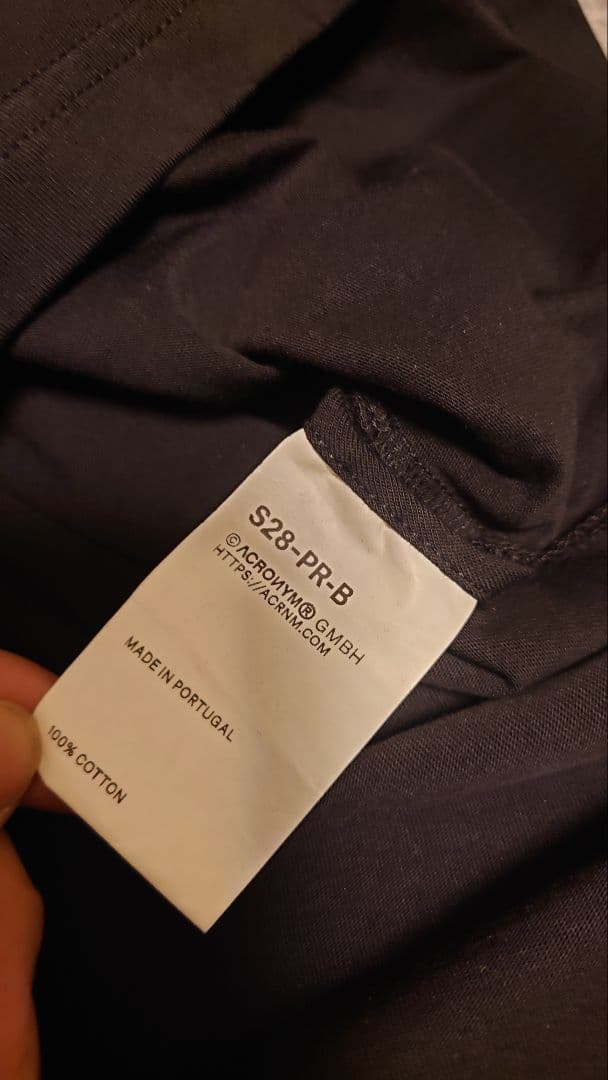 S28-PR-B
©ACRONYM® GMBH
HTTPS://ACRNM.COM
MADE IN PORTUGAL
100% COTTON